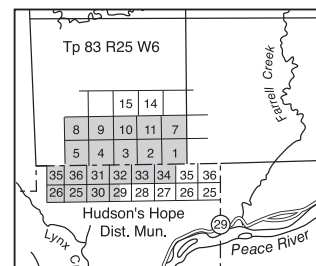 Tp 83 R25 W6
Farrell Creek
15 14
8 9 10 11 7
5 4 3 2 1
35 36 31 32 33 34 35 36
26 25 30 29 28 27 26 25
Hudson's Hope
Dist. Mun.
29
Lynx
Peace River